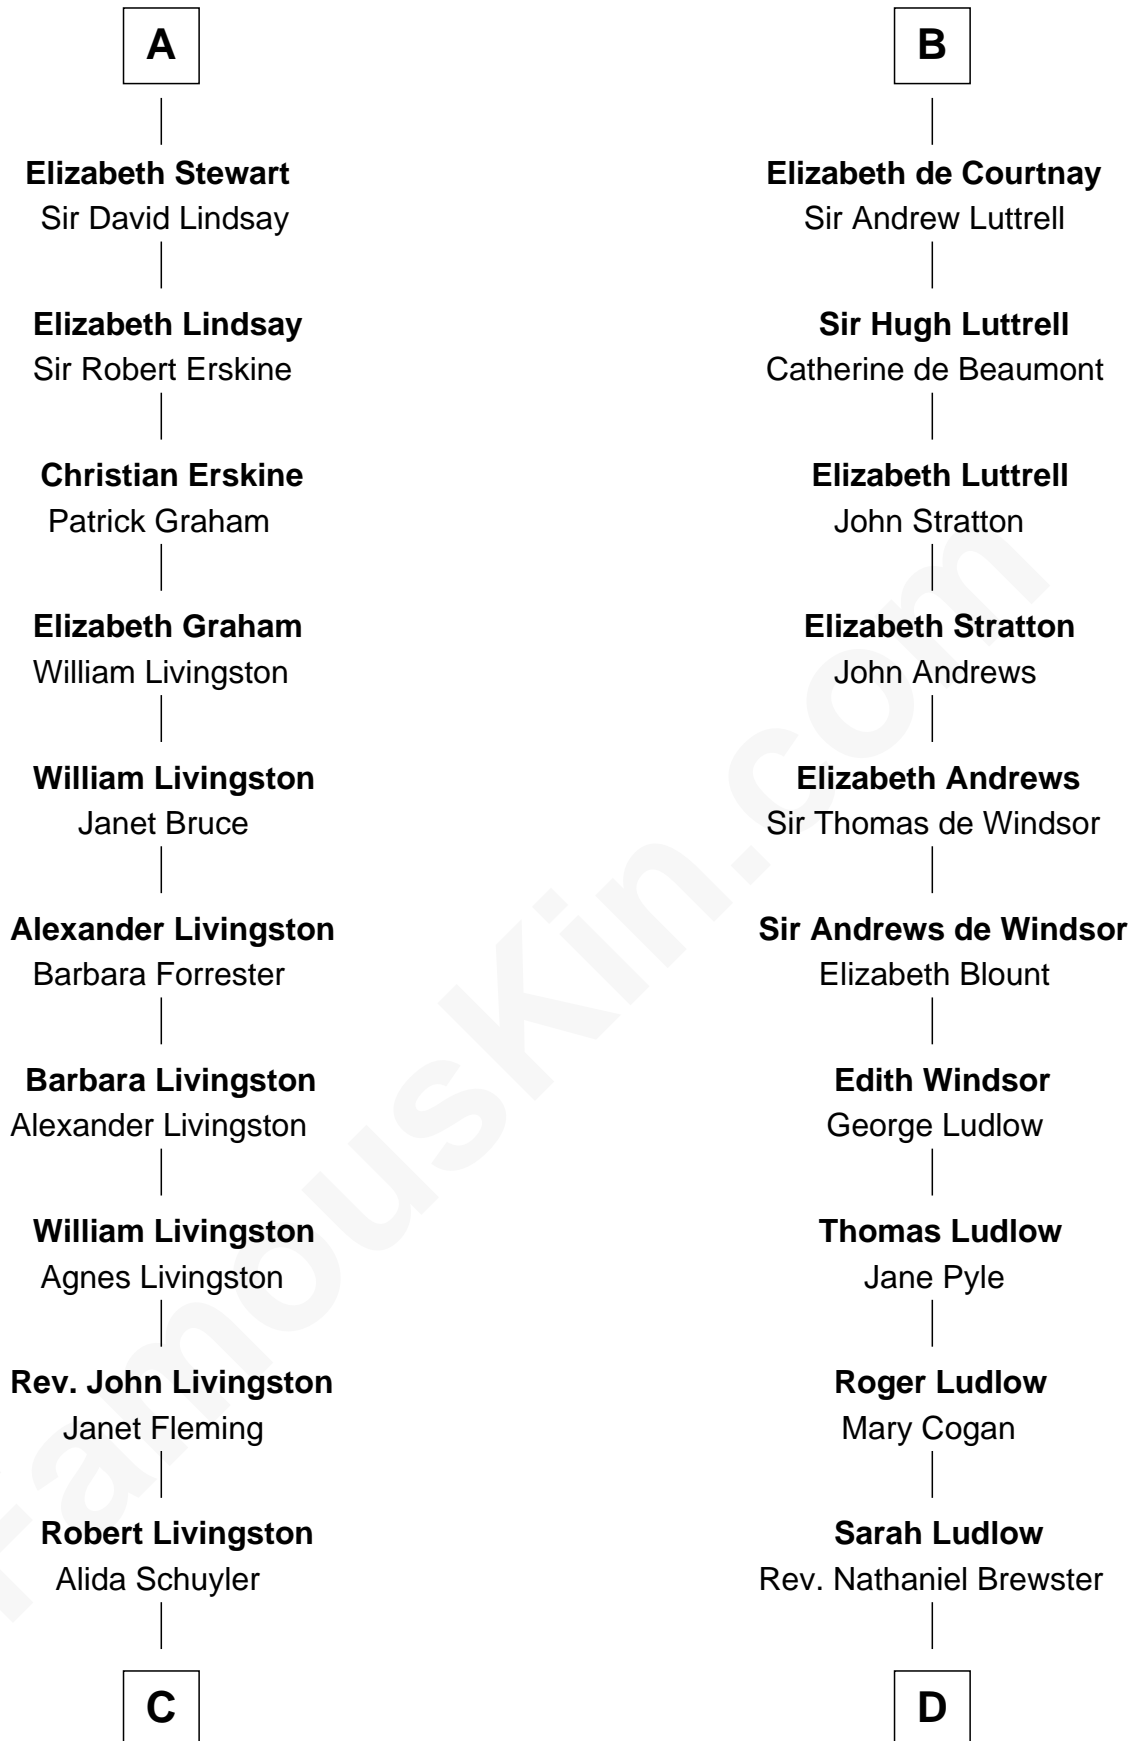 A
Elizabeth Stewart
Sir David Lindsay
Elizabeth Lindsay
Sir Robert Erskine
Christian Erskine
Patrick Graham
Elizabeth Graham
William Livingston
William Livingston
Janet Bruce
Alexander Livingston
Barbara Forrester
Barbara Livingston
Alexander Livingston
William Livingston
Agnes Livingston
Rev. John Livingston
Janet Fleming
Robert Livingston
Alida Schuyler
C
B
Elizabeth de Courtnay
Sir Andrew Luttrell
Sir Hugh Luttrell
Catherine de Beaumont
Elizabeth Luttrell
John Stratton
Elizabeth Stratton
John Andrews
Elizabeth Andrews
Sir Thomas de Windsor
Sir Andrews de Windsor
Elizabeth Blount
Edith Windsor
George Ludlow
Thomas Ludlow
Jane Pyle
Roger Ludlow
Mary Cogan
Sarah Ludlow
Rev. Nathaniel Brewster
D
FamousKin.com